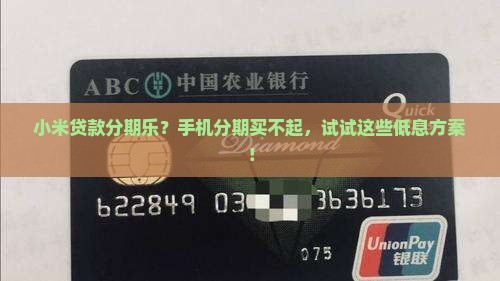 ABC 中国农业银行
Quick
小米贷款分期乐？手机分期买不起，试试这些低息方案
！
Diamond
622849 03 3636173
075
UnionPay
银联